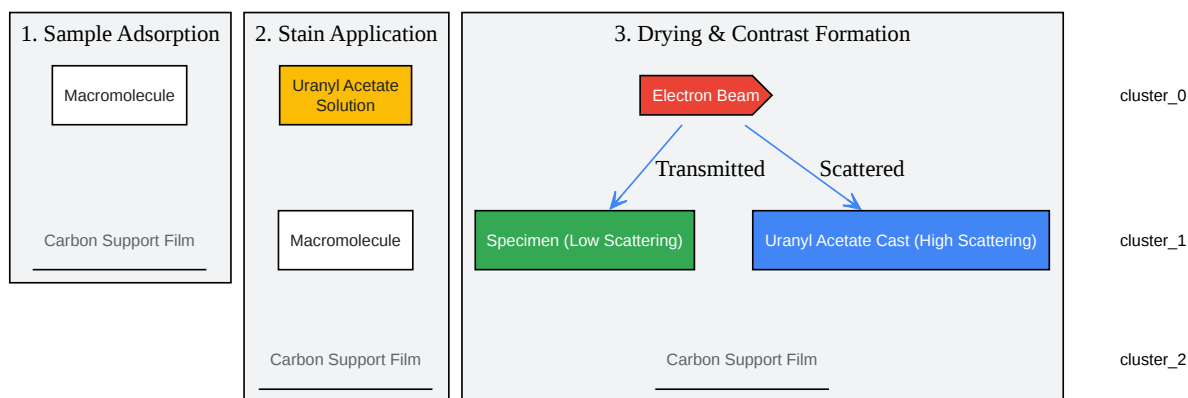 1. Sample Adsorption
Macromolecule
Carbon Support Film
2. Stain Application
Uranyl Acetate
Solution
Macromolecule
Carbon Support Film
3. Drying & Contrast Formation
Electron Beam
Transmitted
Scattered
Specimen (Low Scattering)
Uranyl Acetate Cast (High Scattering)
Carbon Support Film
cluster_0
cluster_1
cluster_2